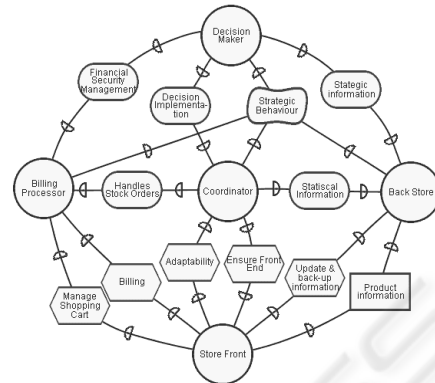 Decision
Maker
Financial
Security
Management
Decision
Implementa-
tion
Strategic
Behaviour
Stategic
information
Billing
Processor
Handles
Stock Orders
Coordinator
Statiscal
Information
Back Store
Adaptability
Ensure Front
End
Update &
back-up
information
Billing
Manage
Shopping
Cart
Product
information
Store Front